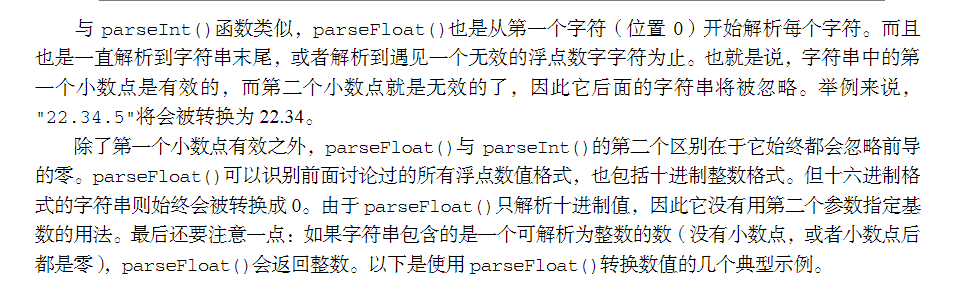 与 parseInt()函数类似，parseFloat()也是从第一个字符（位置 0）开始解析每个字符。而且
也是一直解析到字符串末尾，或者解析到遇见一个无效的浮点数字字符为止。也就是说，字符串中的第
一个小数点是有效的，而第二个小数点就是无效的了，因此它后面的字符串将被忽略。举例来说，
"22.34.5"将会被转换为 22.34。
除了第一个小数点有效之外，parseFloat()与 parseInt()的第二个区别在于它始终都会忽略前导
的零。parseFloat()可以识别前面讨论过的所有浮点数值格式，也包括十进制整数格式。但十六进制格
式的字符串则始终会被转换成 0。由于 parseFloat()只解析十进制值，因此它没有用第二个参数指定基
数的用法。最后还要注意一点：如果字符串包含的是一个可解析为整数的数（没有小数点，或者小数点后
都是零），parseFloat()会返回整数。以下是使用 parseFloat()转换数值的几个典型示例。